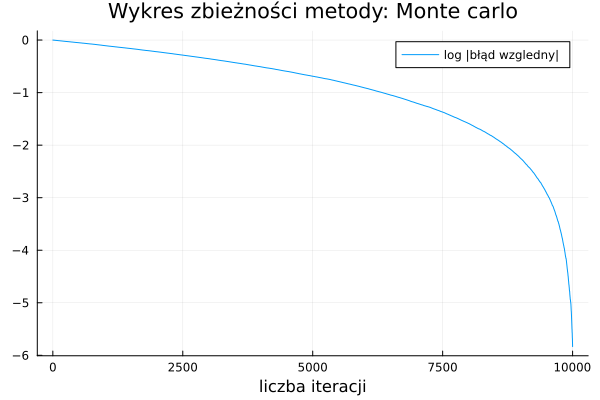 Wykres zbieżności metody: Monte carlo
log |błąd wzgledny|
0
−1
−2
−3
−4
−5
−6
0 2500 5000 7500 10000
liczba iteracji